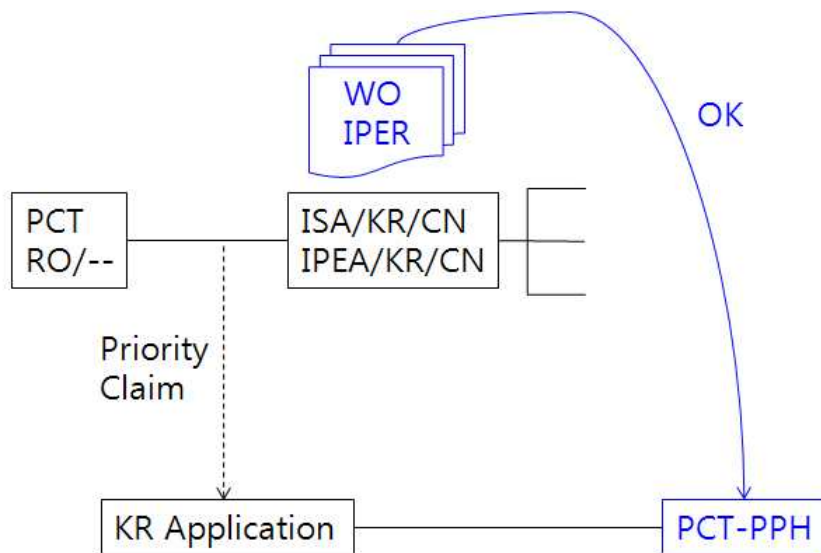 WO
IPER
OK
PCT
RO/--
ISA/KR/CN
IPEA/KR/CN
Priority
Claim
KR Application
PCT-PPH